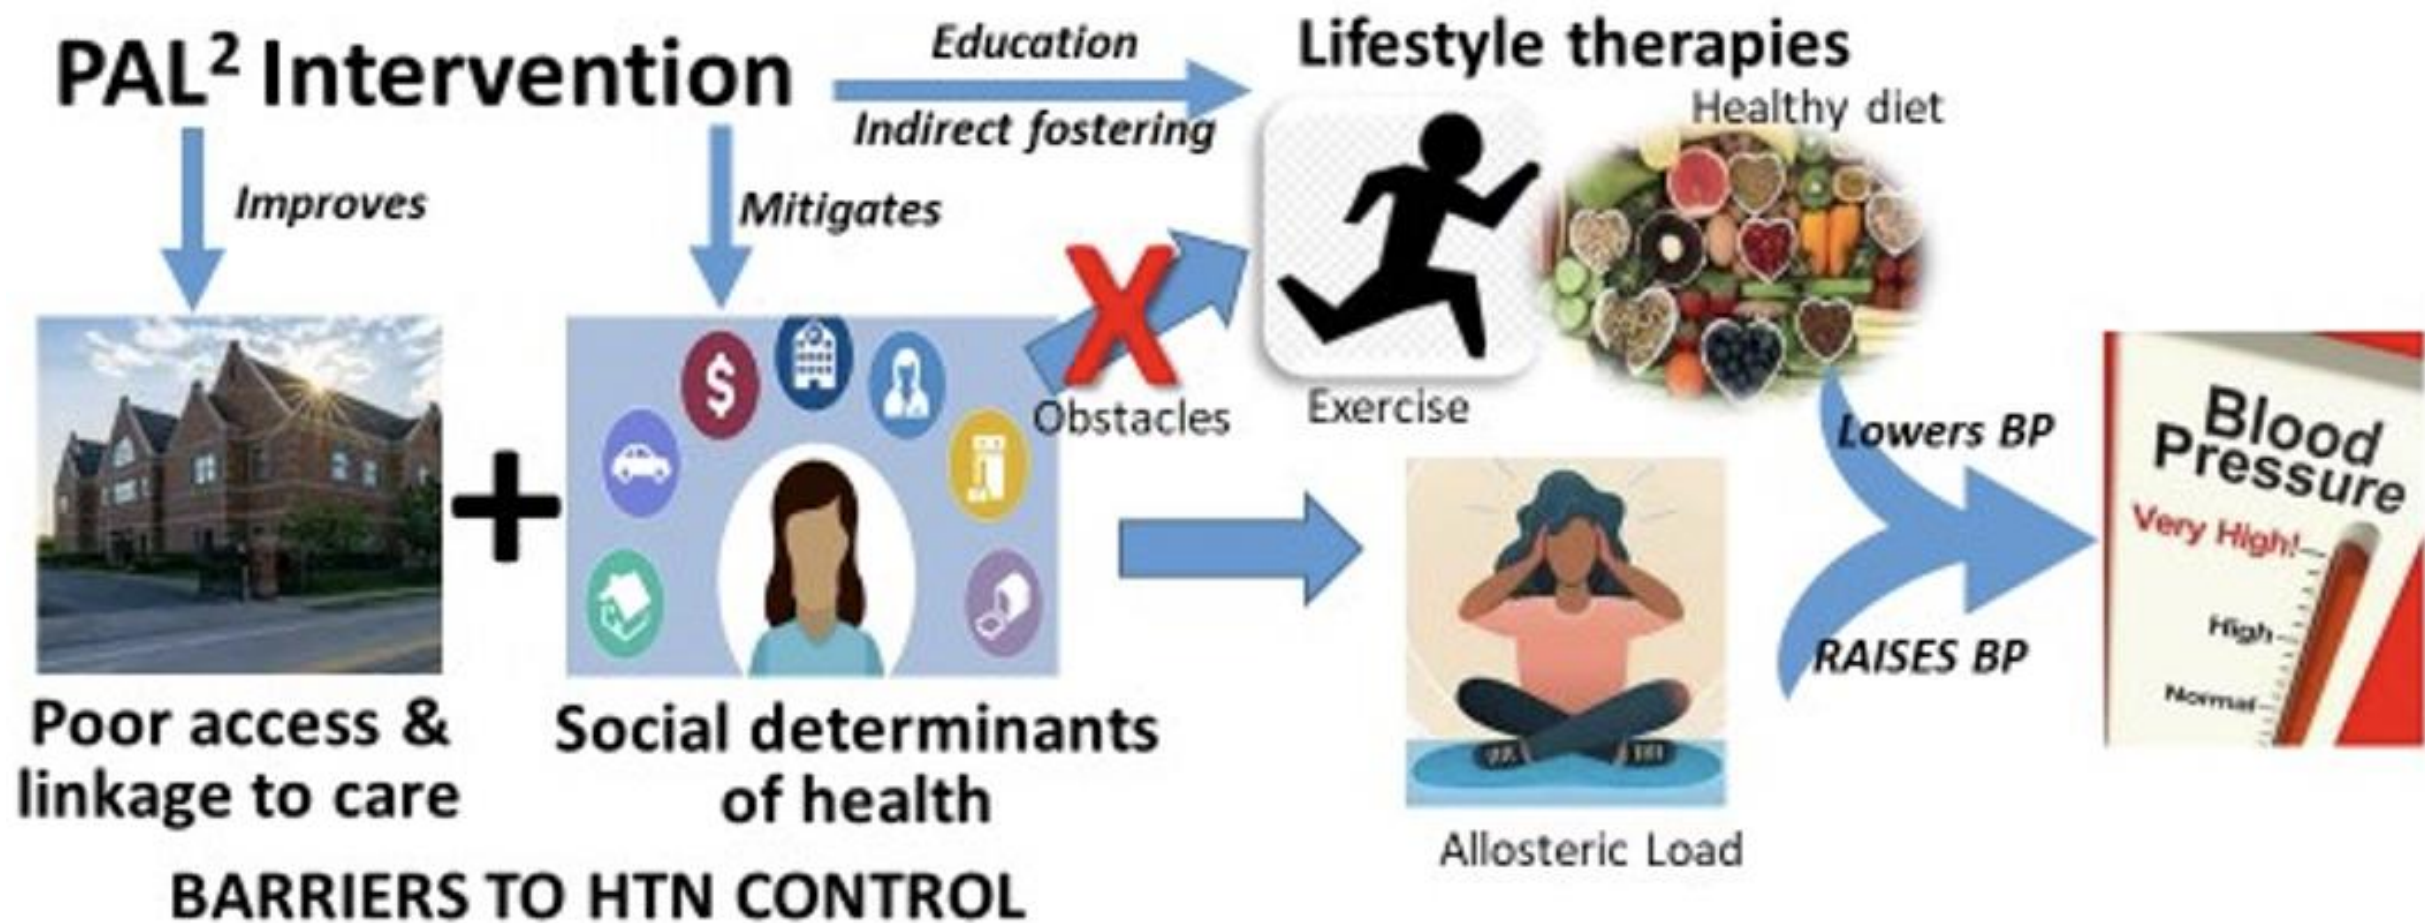 PAL² Intervention
Education
Indirect fostering
Lifestyle therapies
Healthy diet
Improves
Mitigates
X
Obstacles
Exercise
$
+
Lowers BP
RAISES BP
Blood
Pressure
Very High!
High
Normal
Poor access &
linkage to care
Social determinants
of health
Allosteric Load
BARRIERS TO HTN CONTROL